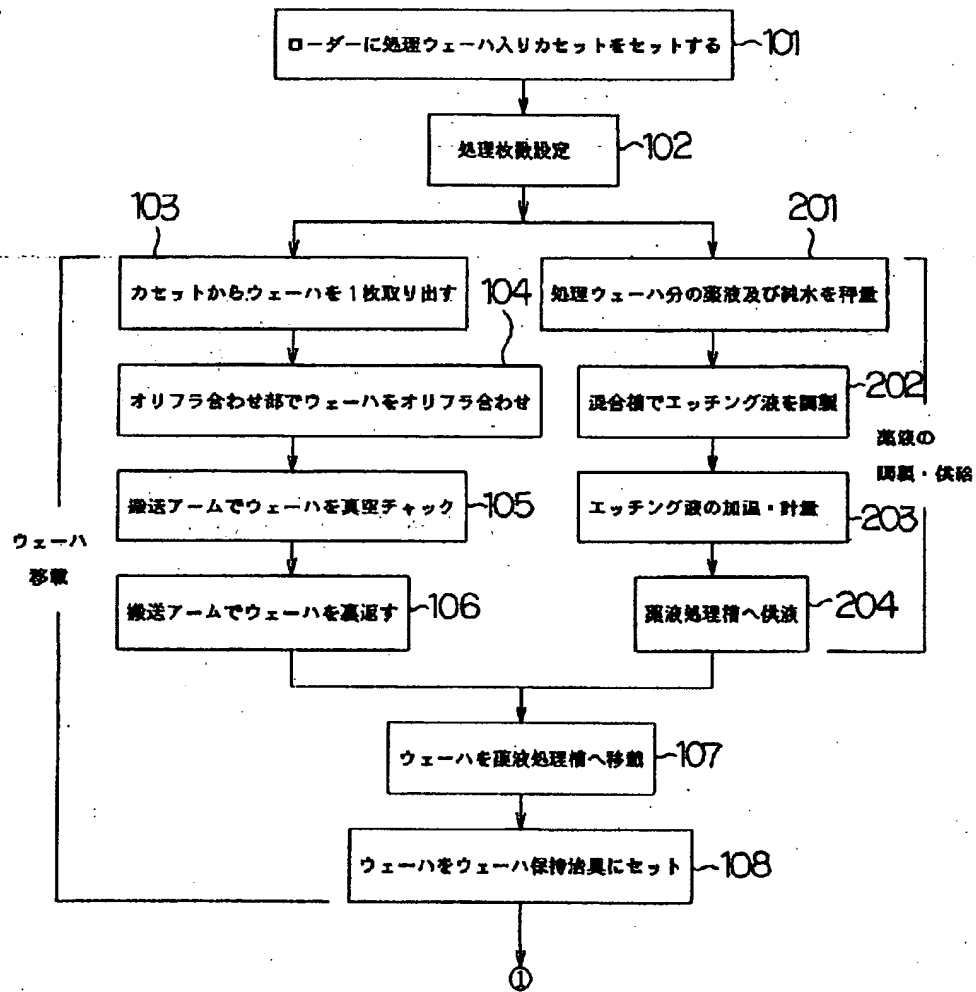 ローダーに処理ウェーハ入りカセットをセットする
101
処理枚数設定
102
103
201
カセットからウェーハを1枚取り出す
104
処理ウェーハ分の薬液及び純水を秤量
オリフラ合わせ部でウェーハをオリフラ合わせ
混合槽でエッチング液を調製
202
薬液の
調製・供給
搬送アームでウェーハを真空チャック
105
エッチング液の加温・計量
203
ウェーハ
移載
搬送アームでウェーハを裏返す
106
薬液処理槽へ供液
204
ウェーハを薬液処理槽へ移載
107
ウェーハをウェーハ保持治具にセット
108
①